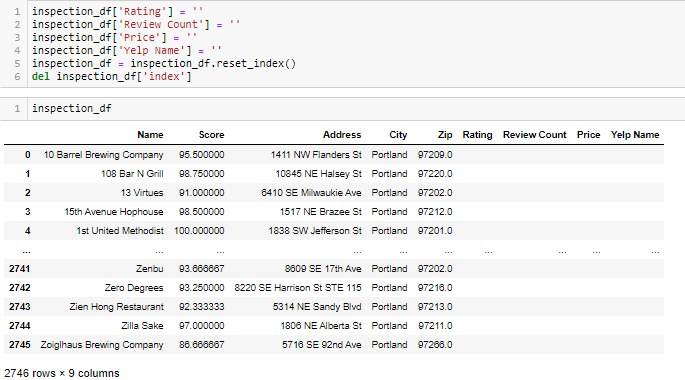 1 inspection_df['Rating'] = ''
2 inspection_df['Review Count'] = ''
3 inspection_df['Price'] = ''
4 inspection_df['Yelp Name'] = ''
5 inspection_df = inspection_df.reset_index()
6 del inspection_df['index']
1 inspection_df
Name Score Address City Zip Rating Review Count Price Yelp Name
0 10 Barrel Brewing Company 95.500000 1411 NW Flanders St Portland 97209.0
1 108 Bar N Grill 98.750000 10845 NE Halsey St Portland 97220.0
2 13 Virtues 91.000000 6410 SE Milwaukie Ave Portland 97202.0
3 15th Avenue Hophouse 98.500000 1517 NE Brazee St Portland 97212.0
4 1st United Methodist 100.000000 1838 SW Jefferson St Portland 97201.0
... ... ... ... ... ... ... ... ... ...
2741 Zenbu 93.666667 8609 SE 17th Ave Portland 97202.0
2742 Zero Degrees 93.250000 8220 SE Harrison St STE 115 Portland 97216.0
2743 Zien Hong Restaurant 92.333333 5314 NE Sandy Blvd Portland 97213.0
2744 Zilla Sake 97.000000 1806 NE Alberta St Portland 97211.0
2745 Zoiglhaus Brewing Company 86.666667 5716 SE 92nd Ave Portland 97266.0
2746 rows × 9 columns